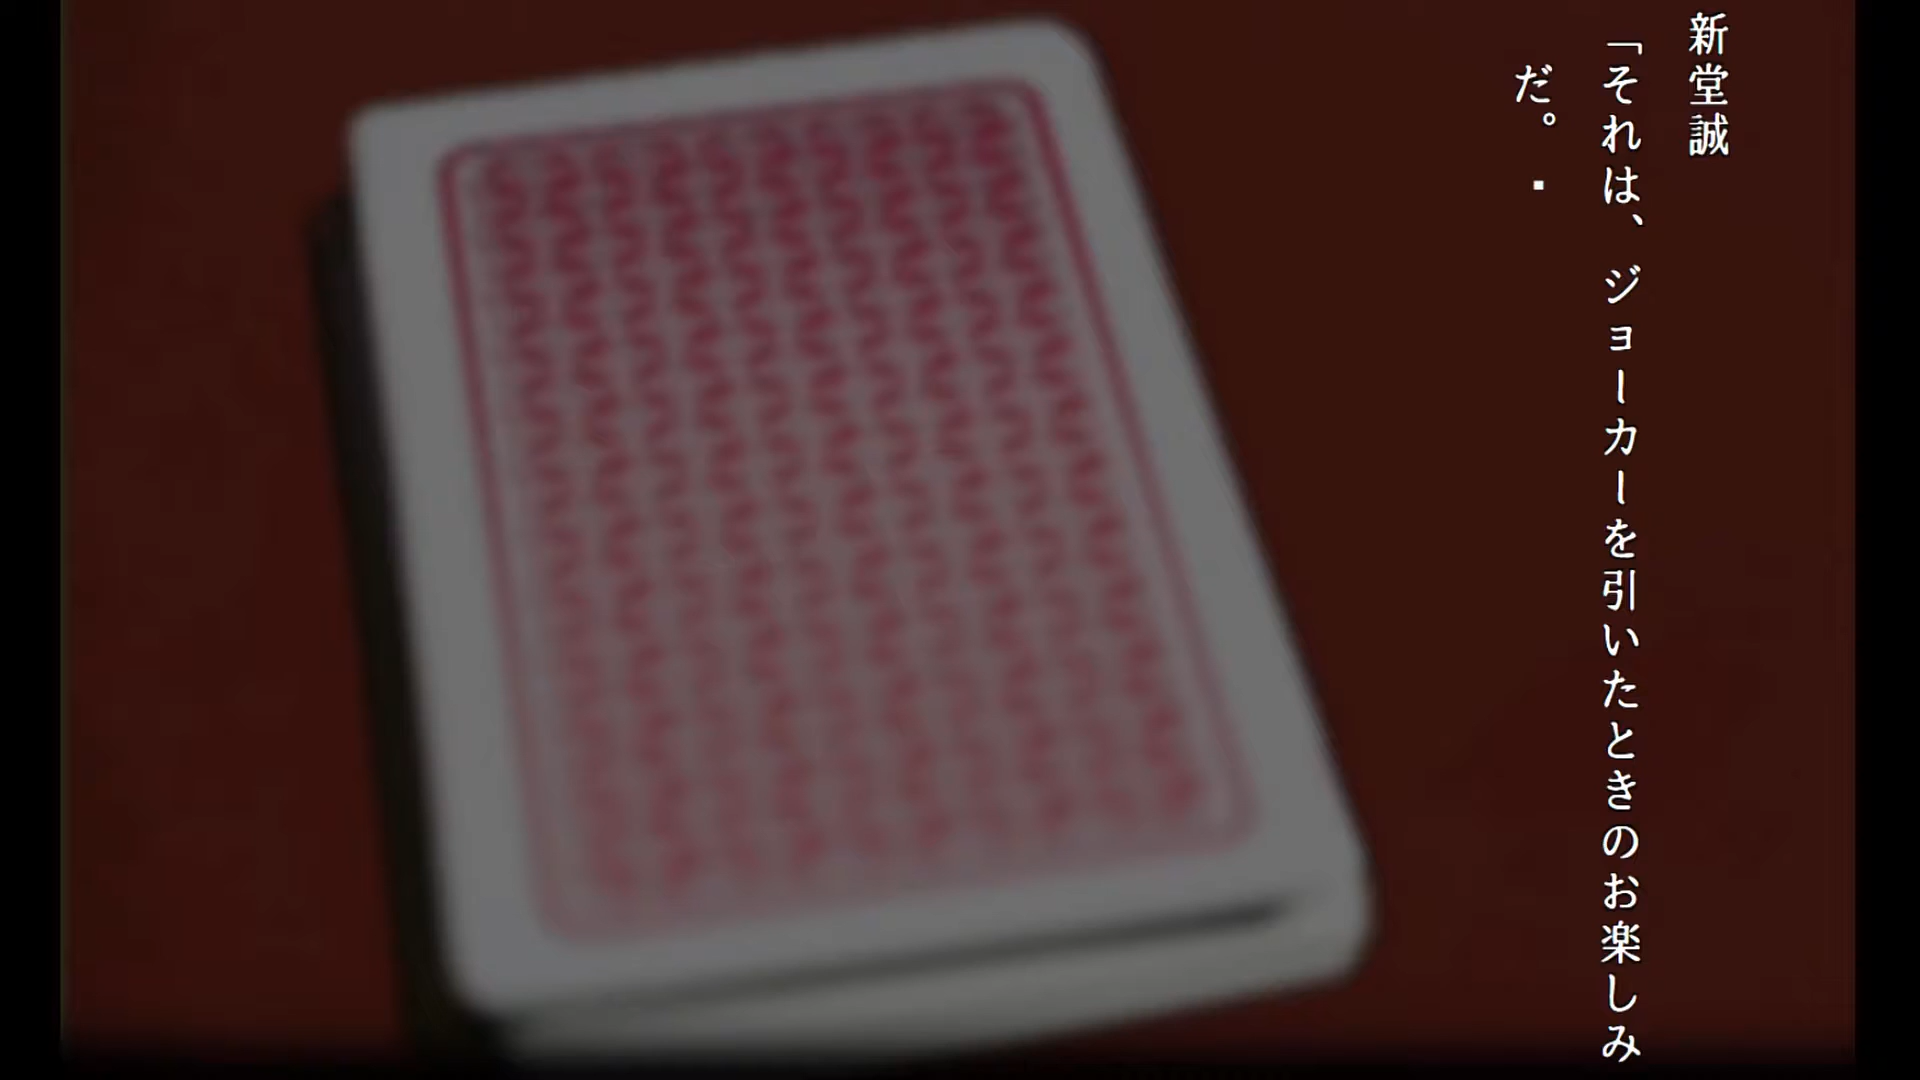 新堂誠
「それは、ジョーカーを引いたときのお楽しみ
だ。